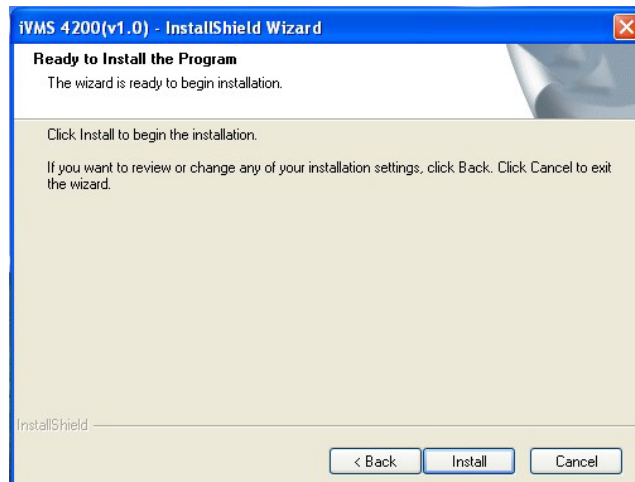 iVMS 4200(v1.0) - InstallShield Wizard
Ready to Install the Program
The wizard is ready to begin installation.
Click Install to begin the installation.
If you want to review or change any of your installation settings, click Back. Click Cancel to exit
the wizard.
InstallShield
< Back
Install
Cancel